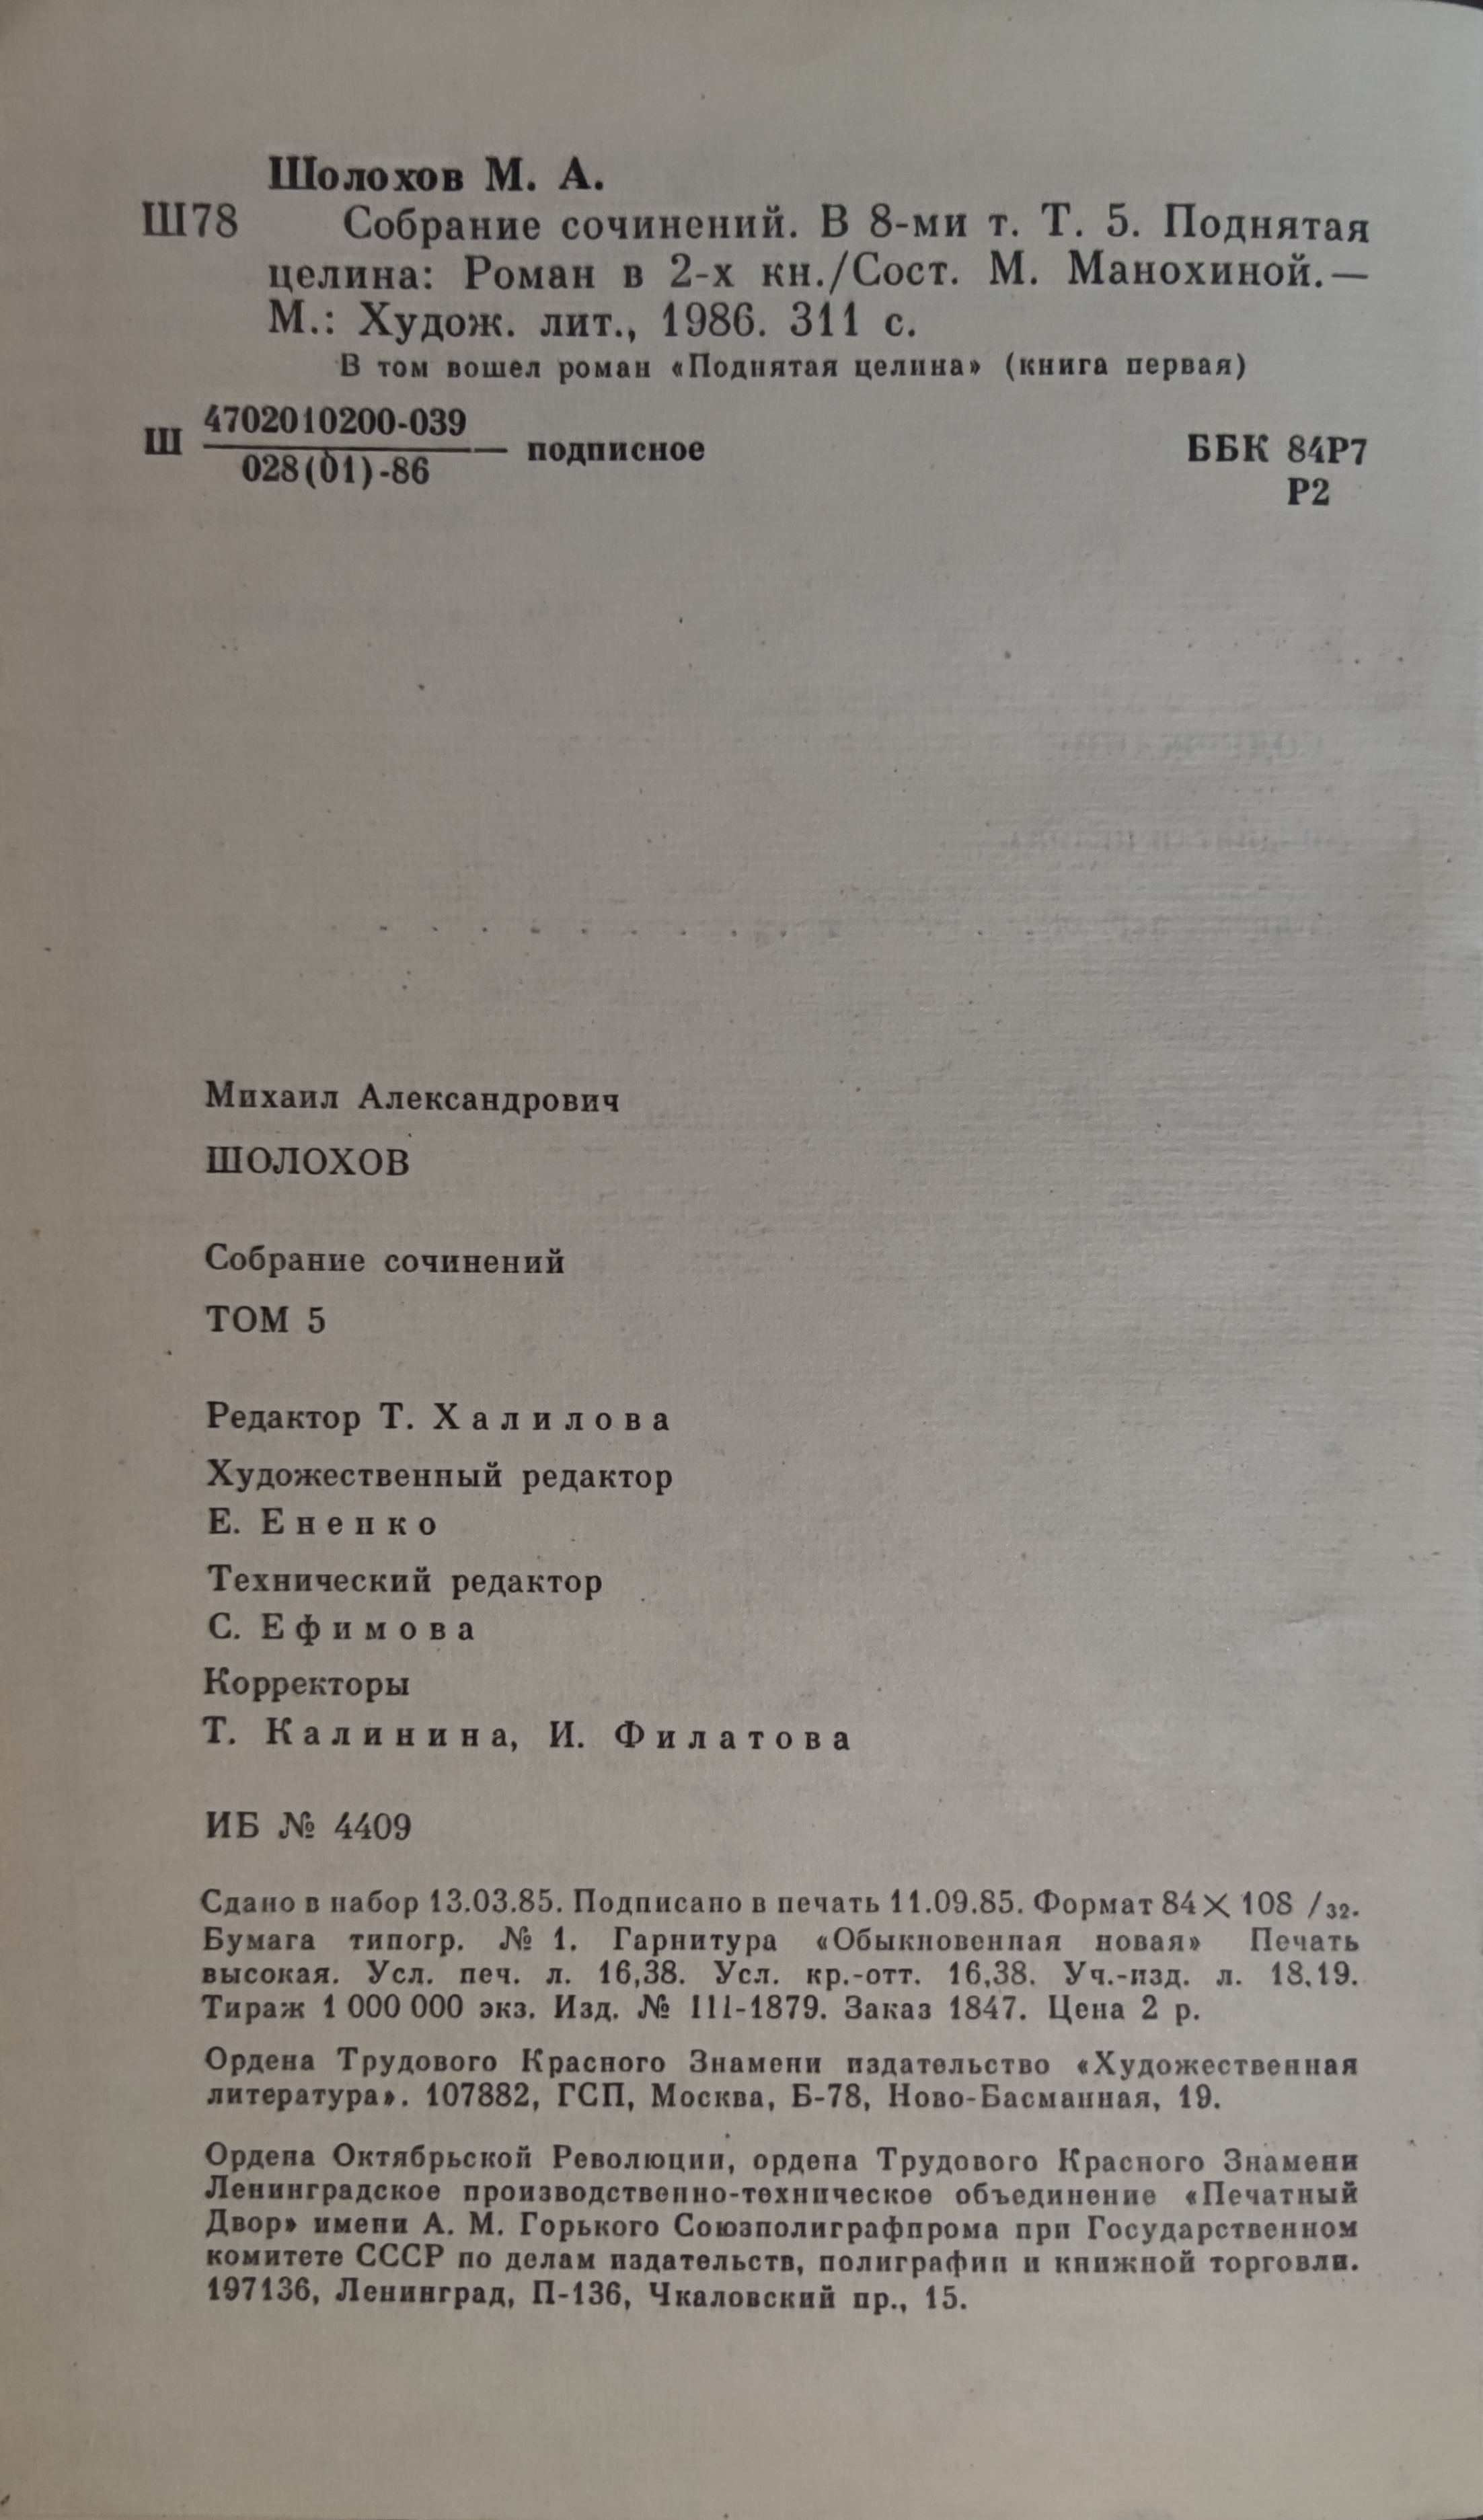 Шолохов М. А.
Ш78 Собрание сочинений. В 8-ми т. Т. 5. Поднятая
целина: Роман в 2-х кн./Сост. М. Манохиной.—
М.: Худож. лит., 1986. 311 с.
В том вошел роман «Поднятая целина» (книга первая)
4702010200-039
Ш — подписное
028(01)-86
ББК 84Р7
Р2
Михаил Александрович
ШОЛОХОВ
Собрание сочинений
ТОМ 5
Редактор Т. Халилова
Художественный редактор
Е. Ененко
Технический редактор
С. Ефимова
Корректоры
Т. Калинина, И. Филатова
ИБ № 4409
Сдано в набор 13.03.85. Подписано в печать 11.09.85. Формат 84×108 /32.
Бумага типогр. № 1. Гарнитура «Обыкновенная новая» Печать
высокая. Усл. печ. л. 16,38. Усл. кр.-отт. 16,38. Уч.-изд. л. 18,19.
Тираж 1 000 000 экз. Изд. № III-1879. Заказ 1847. Цена 2 р.
Ордена Трудового Красного Знамени издательство «Художественная
литература». 107882, ГСП, Москва, Б-78, Ново-Басманная, 19.
Ордена Октябрьской Революции, ордена Трудового Красного Знамени
Ленинградское производственно-техническое объединение «Печатный
Двор» имени А. М. Горького Союзполиграфпрома при Государственном
комитете СССР по делам издательств, полиграфии и книжной торговли.
197136, Ленинград, П-136, Чкаловский пр., 15.